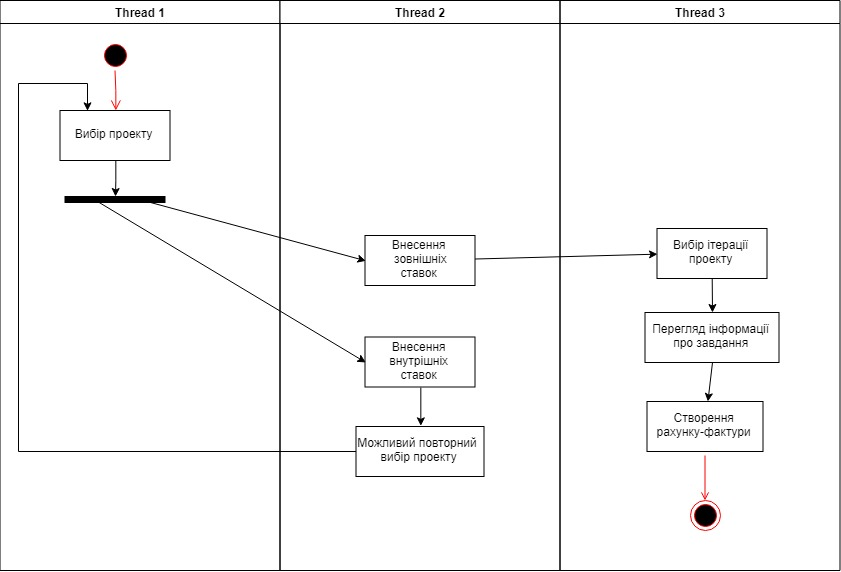 Thread 1
Thread 2
Thread 3
Вибір проекту
Внесення
зовнішніх
ставок
Внесення
внутрішніх
ставок
Можливий повторний
вибір проекту
Вибір ітерації
проекту
Перегляд інформації
про завдання
Створення
рахунку-фактури